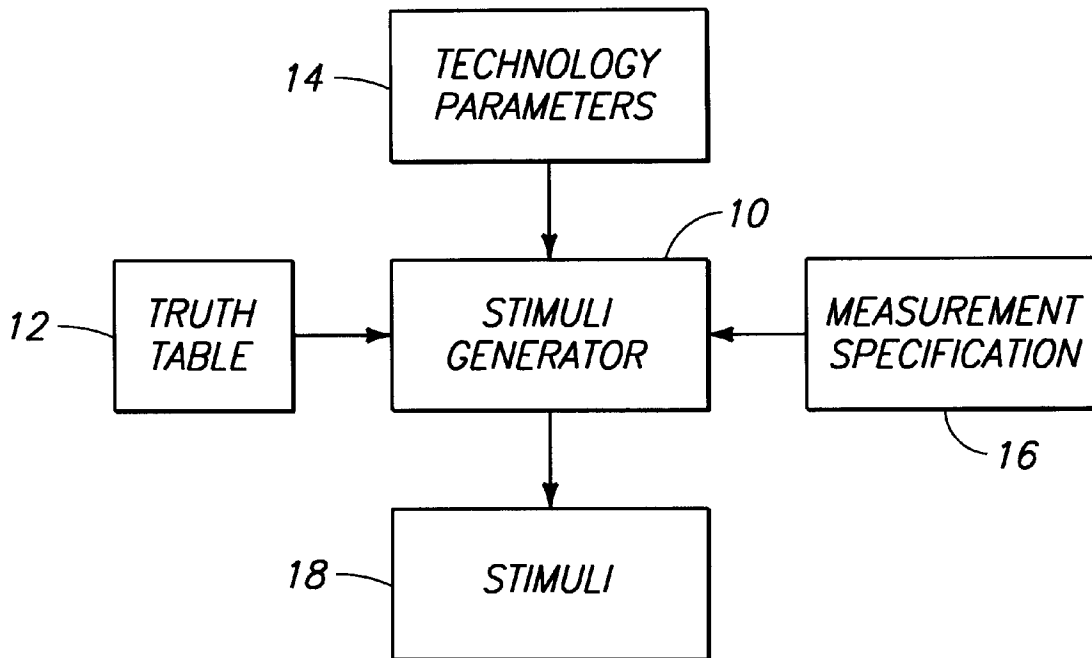 14
TECHNOLOGY
PARAMETERS
10
12
TRUTH
TABLE
STIMULI
GENERATOR
MEASUREMENT
SPECIFICATION
16
18
STIMULI